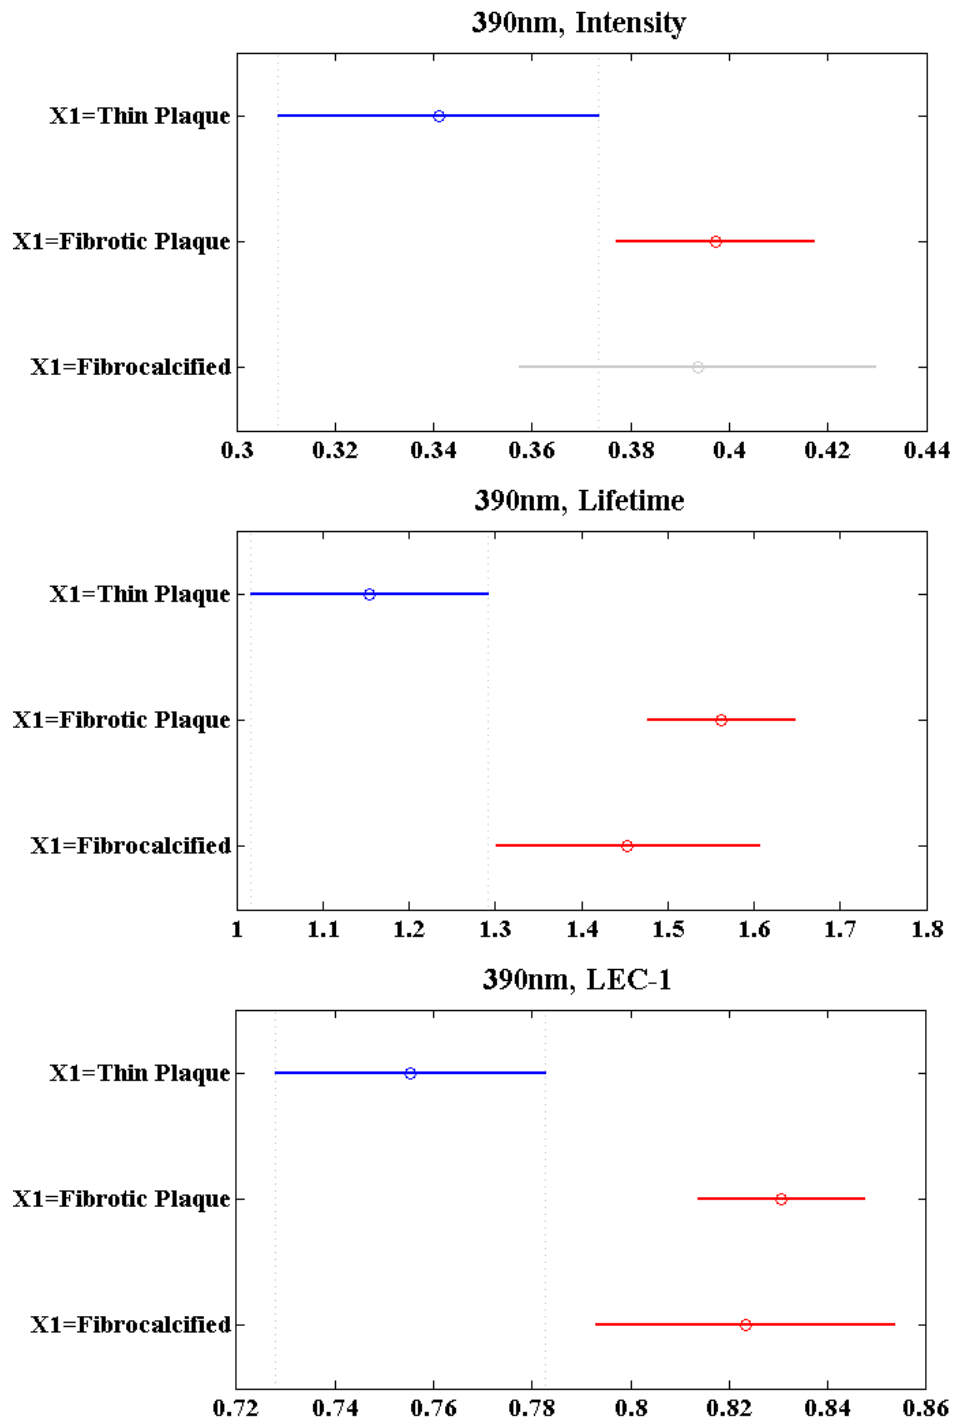 390nm, Intensity
X1=Thin Plaque
X1=Fibrotic Plaque
X1=Fibrocalcified
0.3 0.32 0.34 0.36 0.38 0.4 0.42 0.44
390nm, Lifetime
X1=Thin Plaque
X1=Fibrotic Plaque
X1=Fibrocalcified
1 1.1 1.2 1.3 1.4 1.5 1.6 1.7 1.8
390nm, LEC-1
X1=Thin Plaque
X1=Fibrotic Plaque
X1=Fibrocalcified
0.72 0.74 0.76 0.78 0.8 0.82 0.84 0.86